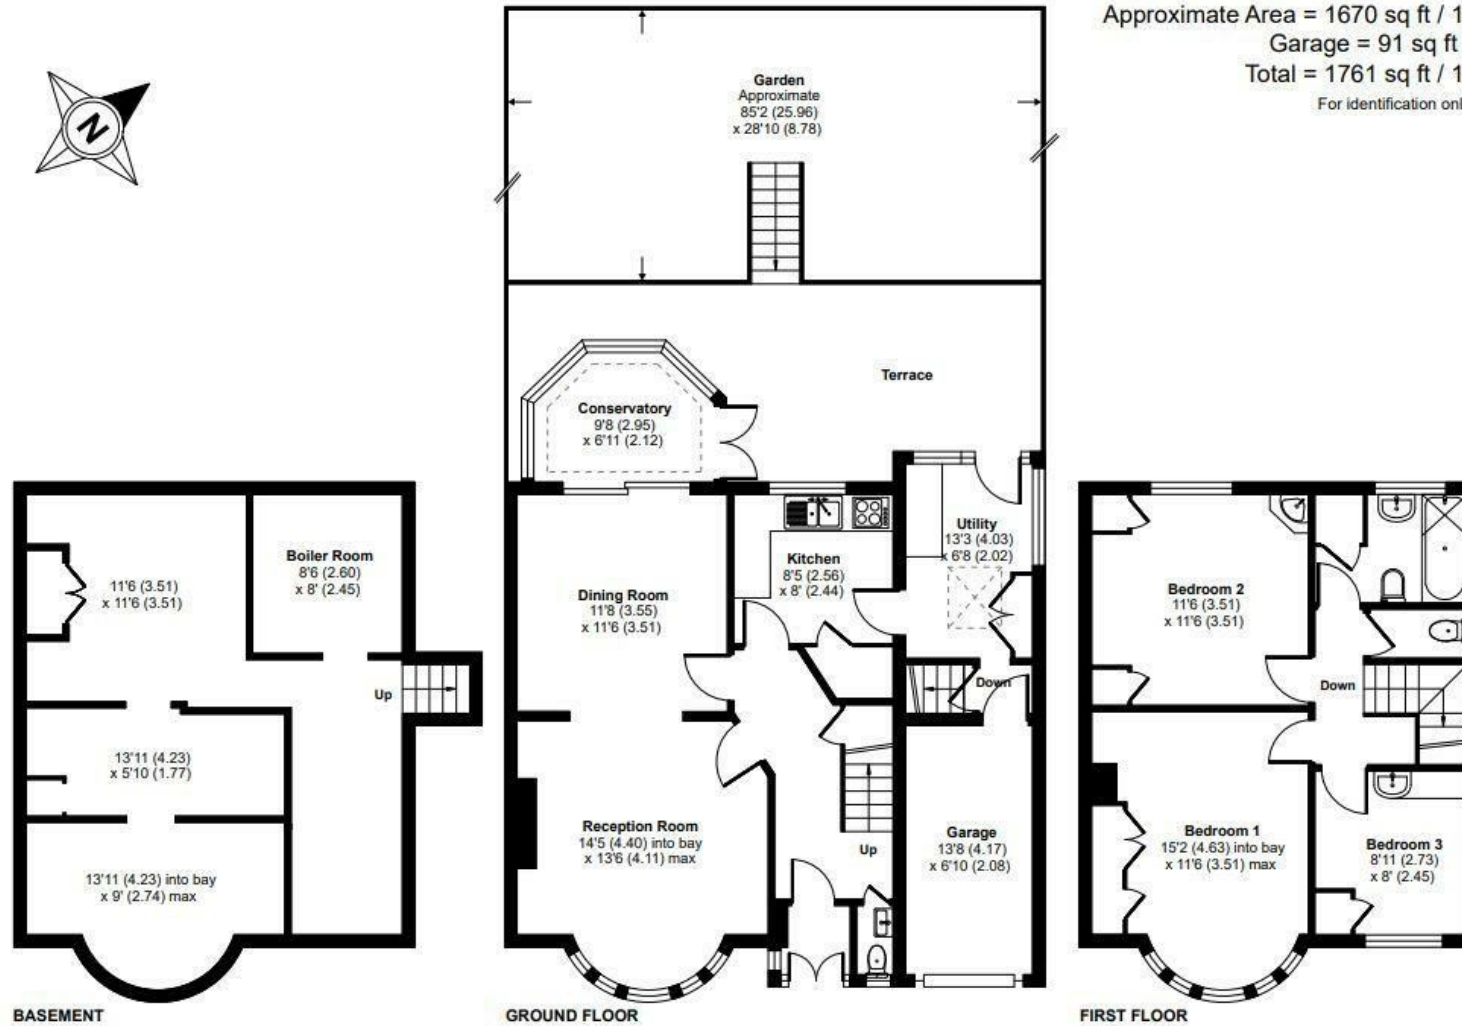 Approximate Area = 1670 sq ft / 1
Garage = 91 sq ft
Total = 1761 sq ft / 1
For identification onl
N
Garden
Approximate
85'2 (25.96)
x 28'10 (8.78)
Terrace
Conservatory
9'8 (2.95)
x 6'11 (2.12)
Utility
13'3 (4.03)
x 6'8 (2.02)
Kitchen
8'5 (2.56)
x 8' (2.44)
Dining Room
11'8 (3.55)
x 11'6 (3.51)
Down
Reception Room
14'5 (4.40) into bay
x 13'6 (4.11) max
Up
Garage
13'8 (4.17)
x 6'10 (2.08)
GROUND FLOOR
Boiler Room
8'6 (2.60)
x 8' (2.45)
11'6 (3.51)
x 11'6 (3.51)
Up
13'11 (4.23)
x 5'10 (1.77)
13'11 (4.23) into bay
x 9' (2.74) max
BASEMENT
Bedroom 2
11'6 (3.51)
x 11'6 (3.51)
Down
Bedroom 1
15'2 (4.63) into bay
x 11'6 (3.51) max
Bedroom 3
8'11 (2.73)
x 8' (2.45)
FIRST FLOOR